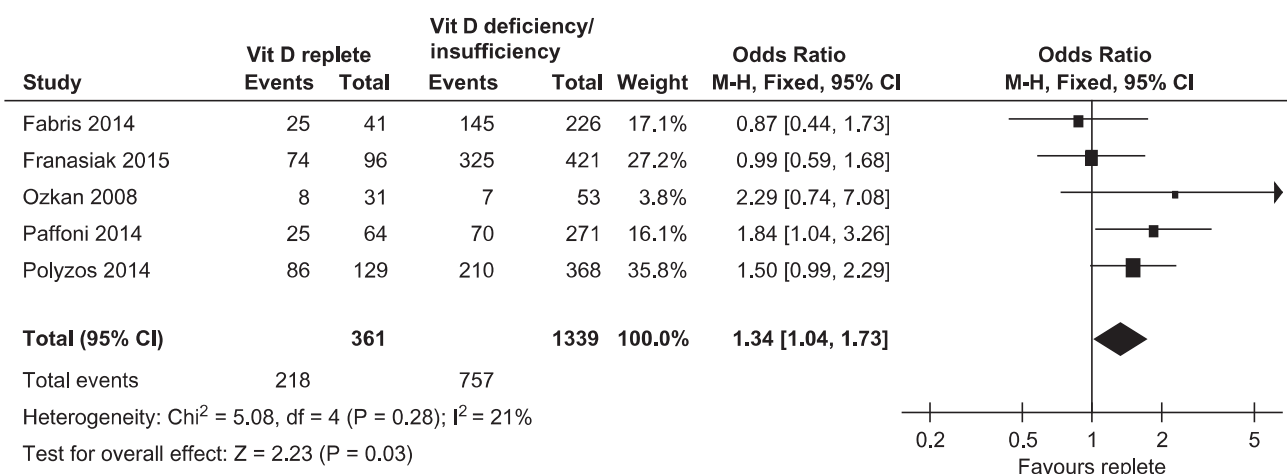 Vit D replete Vit D deficiency/ insufficiency Odds Ratio Odds Ratio
Study Events Total Events Total Weight M-H, Fixed, 95% CI M-H, Fixed, 95% CI
Fabris 2014 25 41 145 226 17.1% 0.87 [0.44, 1.73]
Franasiak 2015 74 96 325 421 27.2% 0.99 [0.59, 1.68]
Ozkan 2008 8 31 7 53 3.8% 2.29 [0.74, 7.08]
Paffoni 2014 25 64 70 271 16.1% 1.84 [1.04, 3.26]
Polyzos 2014 86 129 210 368 35.8% 1.50 [0.99, 2.29]
Total (95% CI) 361 1339 100.0% 1.34 [1.04, 1.73]
Total events 218 757
Heterogeneity: Chi² = 5.08, df = 4 (P = 0.28); I² = 21%
Test for overall effect: Z = 2.23 (P = 0.03)
0.2 0.5 1 2 5
Favours replete